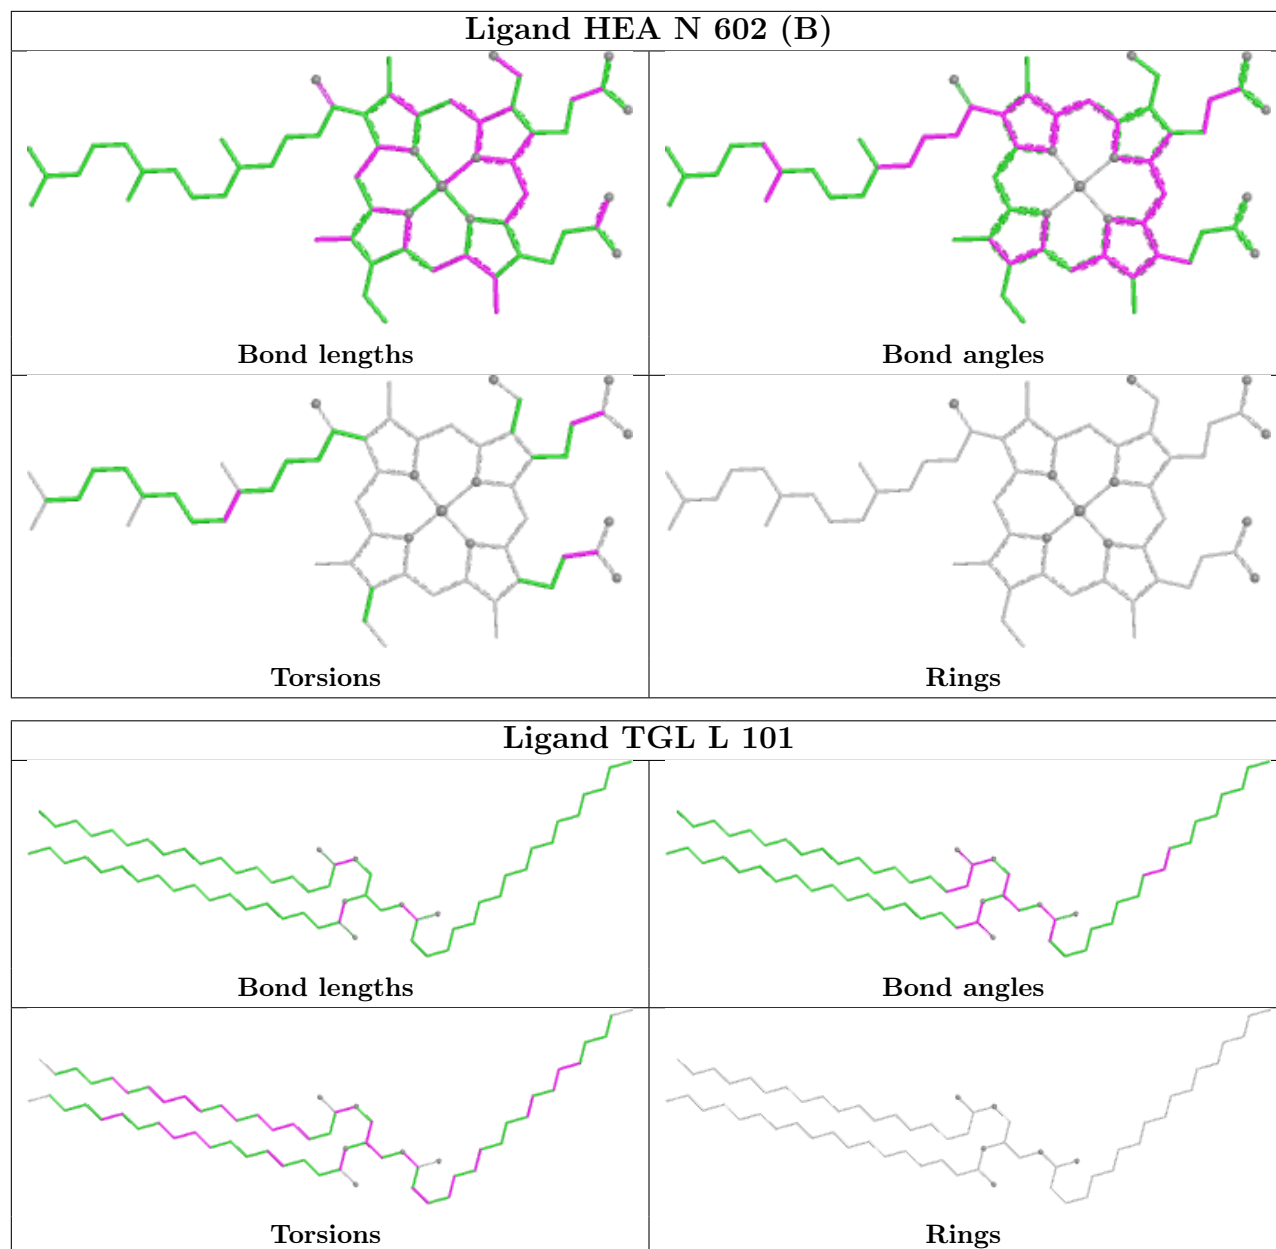 Ligand HEA N 602 (B)
Bond lengths
Bond angles
Torsions
Rings
Ligand TGL L 101
Bond lengths
Bond angles
Torsions
Rings